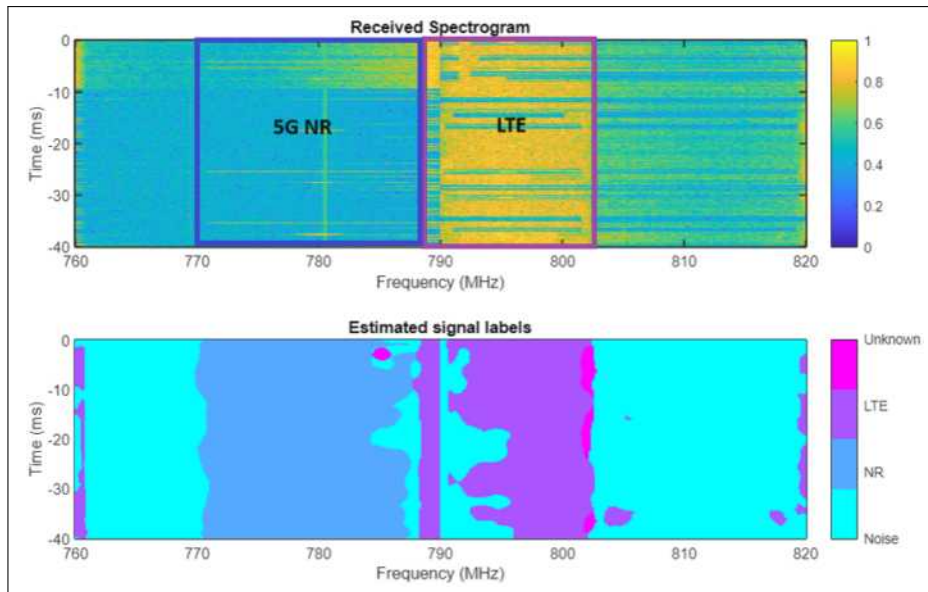 Received Spectrogram
0
-10
-20
-30
-40
Time (ms)
5G NR
LTE
760
770
780
790
800
810
820
Frequency (MHz)
1
0.8
0.6
0.4
0.2
0
Estimated signal labels
0
-10
-20
-30
-40
Time (ms)
760
770
780
790
800
810
820
Frequency (MHz)
Unknown
LTE
NR
Noise